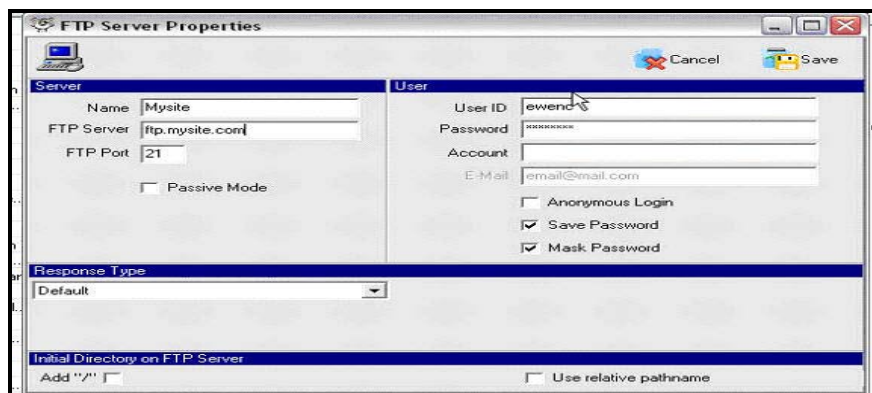 FTP Server Properties
Cancel
Save
Server
Name Mysite
FTP Server ftp.mysite.com
FTP Port 21
Passive Mode
User
User ID ewenc
Password ********
Account
E-Mail email@mail.com
Anonymous Login
Save Password
Mask Password
Response Type
Default
Initial Directory on FTP Server
Add "/"
Use relative pathname